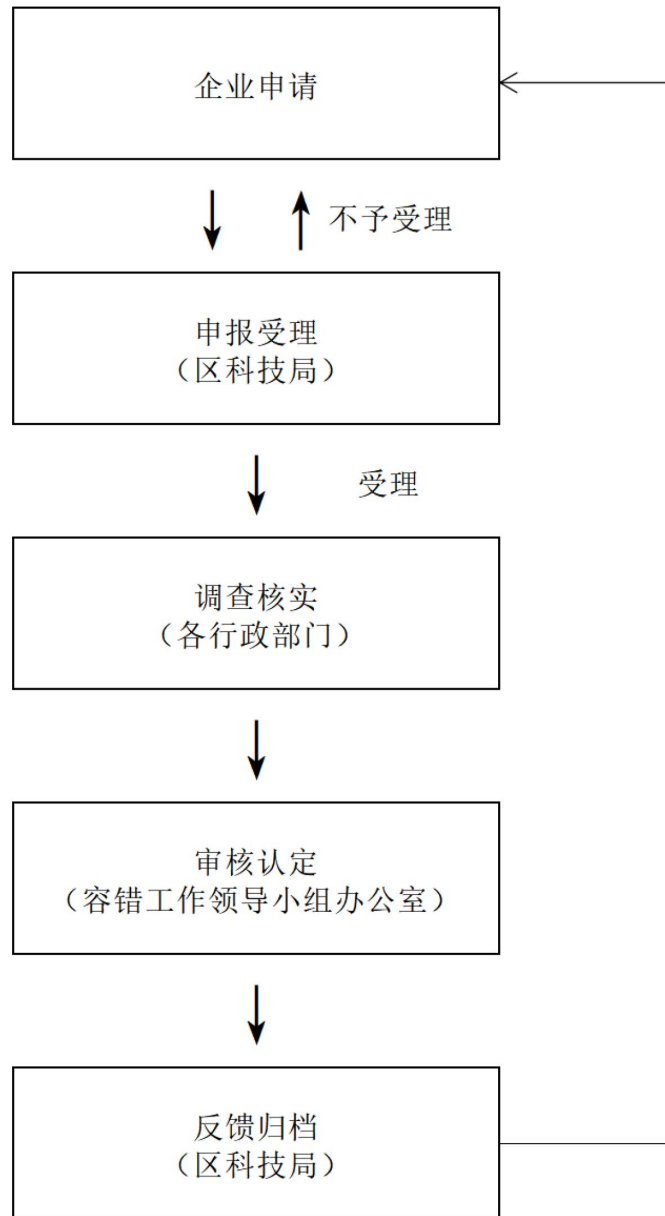 企业申请
不予受理
申报受理
（区科技局）
受理
调查核实
（各行政部门）
审核认定
（容错工作领导小组办公室）
反馈归档
（区科技局）